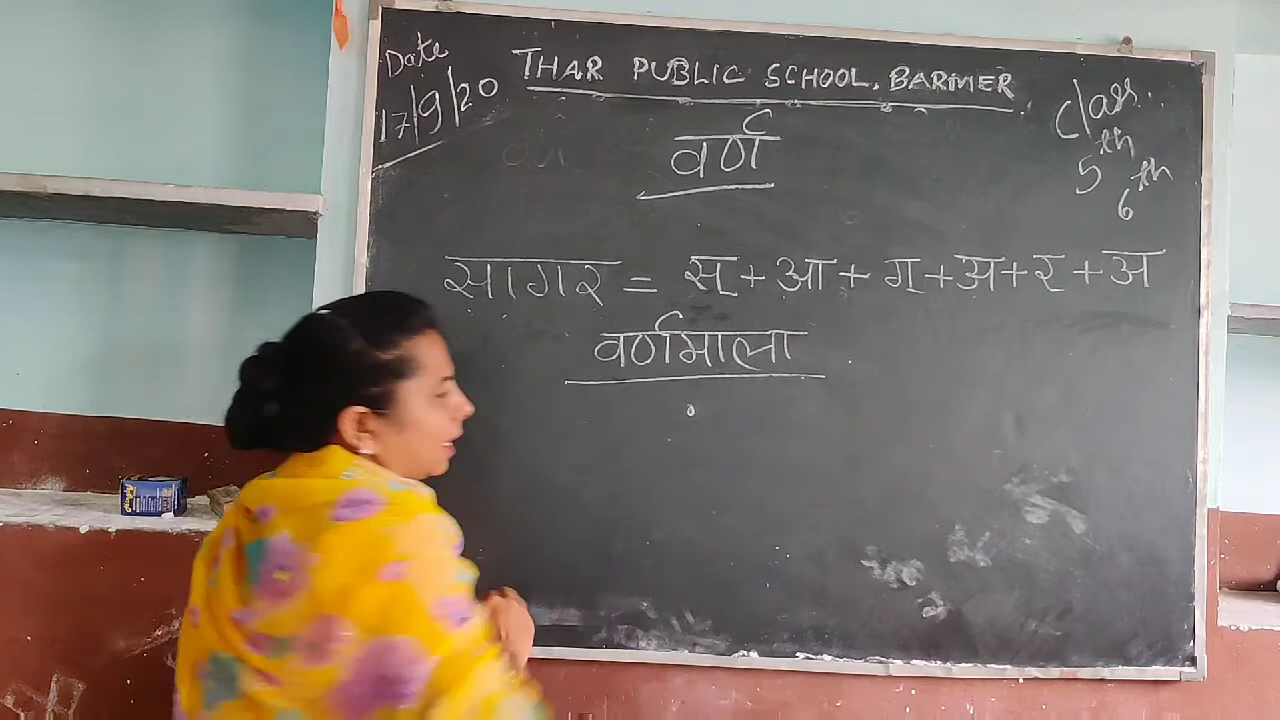 Date
17/9/20
THAR PUBLIC SCHOOL, BARMER
Class
5th
6th
वर्ण
सागर = स् + आ + ग् + अ + र् + अ
वर्णमाला